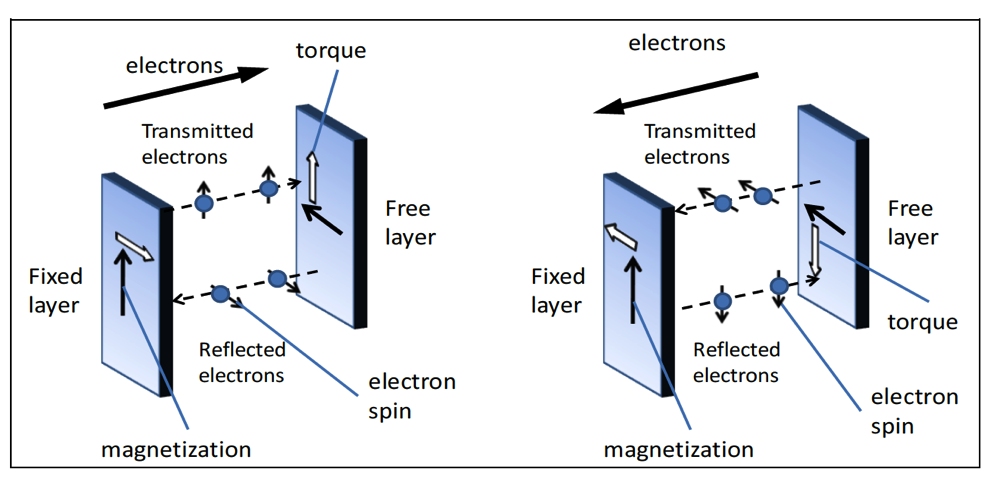 electrons
torque
Transmitted
electrons
Free
layer
Fixed
layer
Reflected
electrons
electron
spin
magnetization
electrons
Transmitted
electrons
Free
layer
Fixed
layer
torque
Reflected
electrons
electron
spin
magnetization